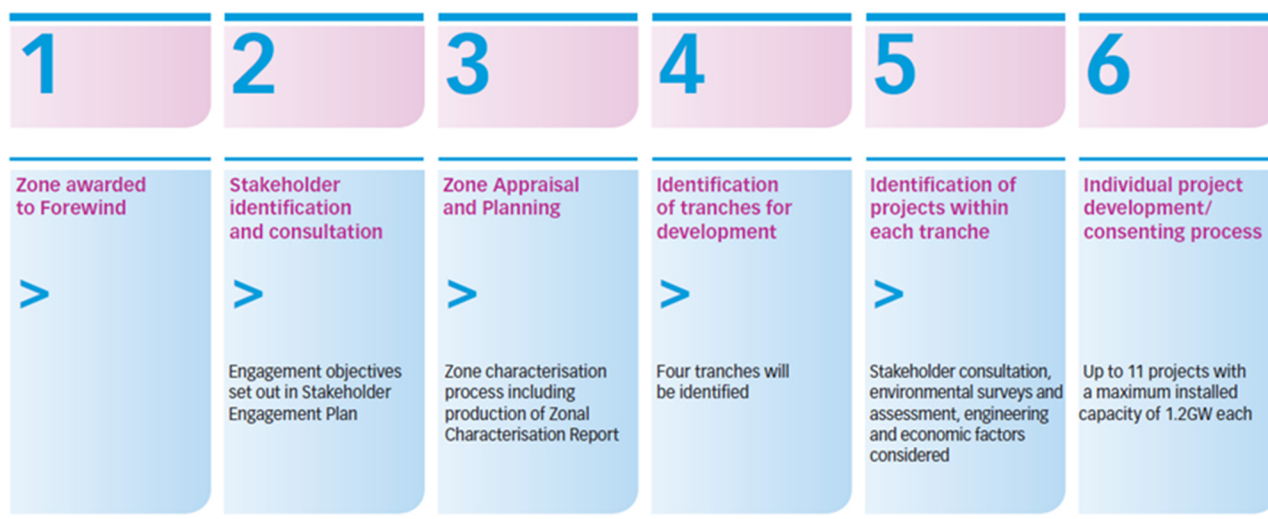 1
2
3
4
5
6
Zone awarded
to Forewind
>
Stakeholder
identification
and consultation
>
Engagement objectives
set out in Stakeholder
Engagement Plan
Zone Appraisal
and Planning
>
Zone characterisation
process including
production of Zonal
Characterisation Report
Identification
of tranches for
development
>
Four tranches will
be identified
Identification of
projects within
each tranche
>
Stakeholder consultation,
environmental surveys and
assessment, engineering
and economic factors
considered
Individual project
development/
consenting process
Up to 11 projects with
a maximum installed
capacity of 1.2GW each